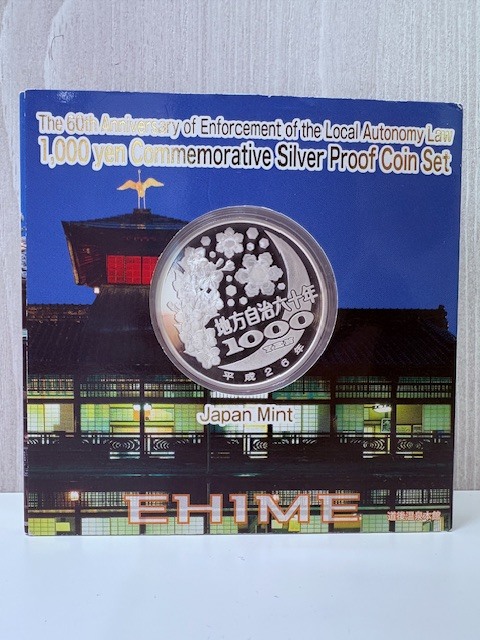 The 60th Anniversary of Enforcement of the Local Autonomy Law
1,000 yen Commemorative Silver Proof Coin Set
地方自治六十年
1000
平成26年
Japan Mint
EHIME
道後温泉本館